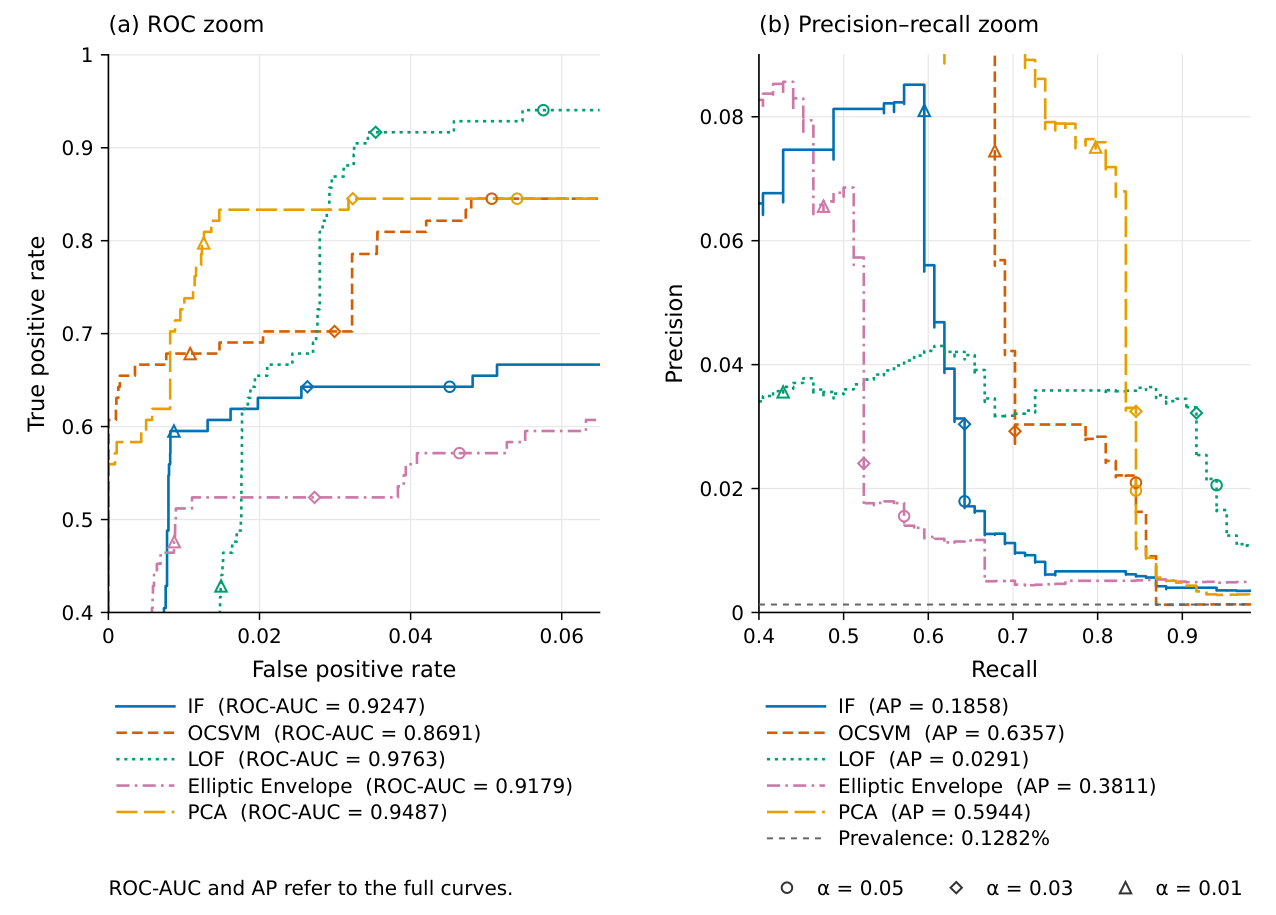 (a) ROC zoom
True positive rate
1
0.9
0.8
0.7
0.6
0.5
0.4
0
0.02
0.04
0.06
False positive rate
IF (ROC-AUC = 0.9247)
OCSVM (ROC-AUC = 0.8691)
LOF (ROC-AUC = 0.9763)
Elliptic Envelope (ROC-AUC = 0.9179)
PCA (ROC-AUC = 0.9487)
ROC-AUC and AP refer to the full curves.
(b) Precision–recall zoom
Precision
0.08
0.06
0.04
0.02
0
0.4
0.5
0.6
0.7
0.8
0.9
Recall
IF (AP = 0.1858)
OCSVM (AP = 0.6357)
LOF (AP = 0.0291)
Elliptic Envelope (AP = 0.3811)
PCA (AP = 0.5944)
Prevalence: 0.1282%
α = 0.05
α = 0.03
α = 0.01